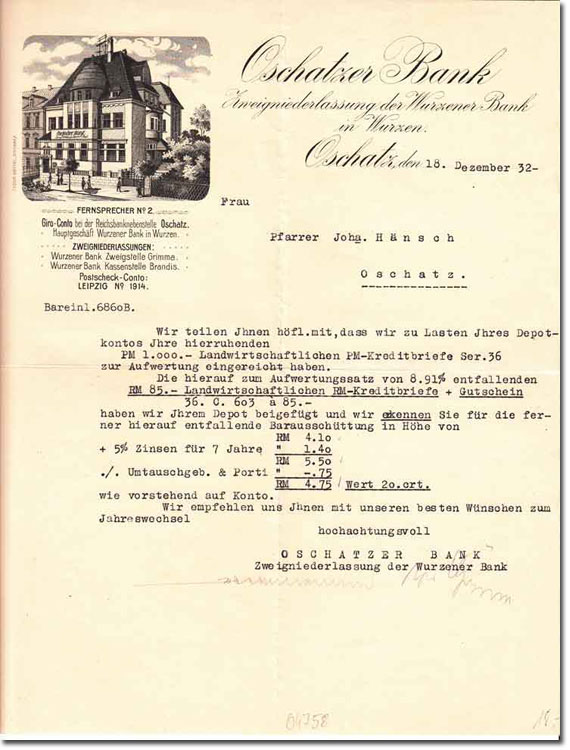 Oschatzer Bank
Zweigniederlassung der Wurzener Bank
in Wurzen.
Oschatz, den 18. Dezember 32-
Oschatzer Bank
FERNSPRECHER No 2.
Giro-Conto bei der Reichsbanknebenstelle Oschatz.
Hauptgeschäft Wurzener Bank in Wurzen.
ZWEIGNIEDERLASSUNGEN:
Wurzener Bank Zweigstelle Grimme.
Wurzener Bank Kassenstelle Brandis.
Postscheck-Conto:
LEIPZIG No 1914.
Frau
Pfarrer Joha. Hänsch
Oschatz.
Bareinl.6860B.
Wir teilen Jhnen höfl.mit,dass wir zu Lasten Jhres Depot-
kontos Jhre hierruhenden
PM 1.000.- Landwirtschaftlichen PM-Kreditbriefe Ser.36
zur Aufwertung eingereicht haben.
Die hierauf zum Aufwertungssatz von 8.91% entfallenden
RM 85.- Landwirtschaftlichen RM-Kreditbriefe + Gutschein
36. C. 603 à 85.-
haben wir Jhrem Depot beigefügt und wir ekennen Sie für die fer-
ner hierauf entfallende Barausschüttung in Höhe von
RM 4.10
+ 5% Zinsen für 7 Jahre " 1.40
RM 5.50
./. Umtauschgeb. & Porti " -.75
RM 4.75 Wert 20.crt.
wie vorstehend auf Konto.
Wir empfehlen uns Jhnen mit unseren besten Wünschen zum
Jahreswechsel
hochachtungsvoll
OSCHATZER BANK
Zweigniederlassung der Wurzener Bank
04758